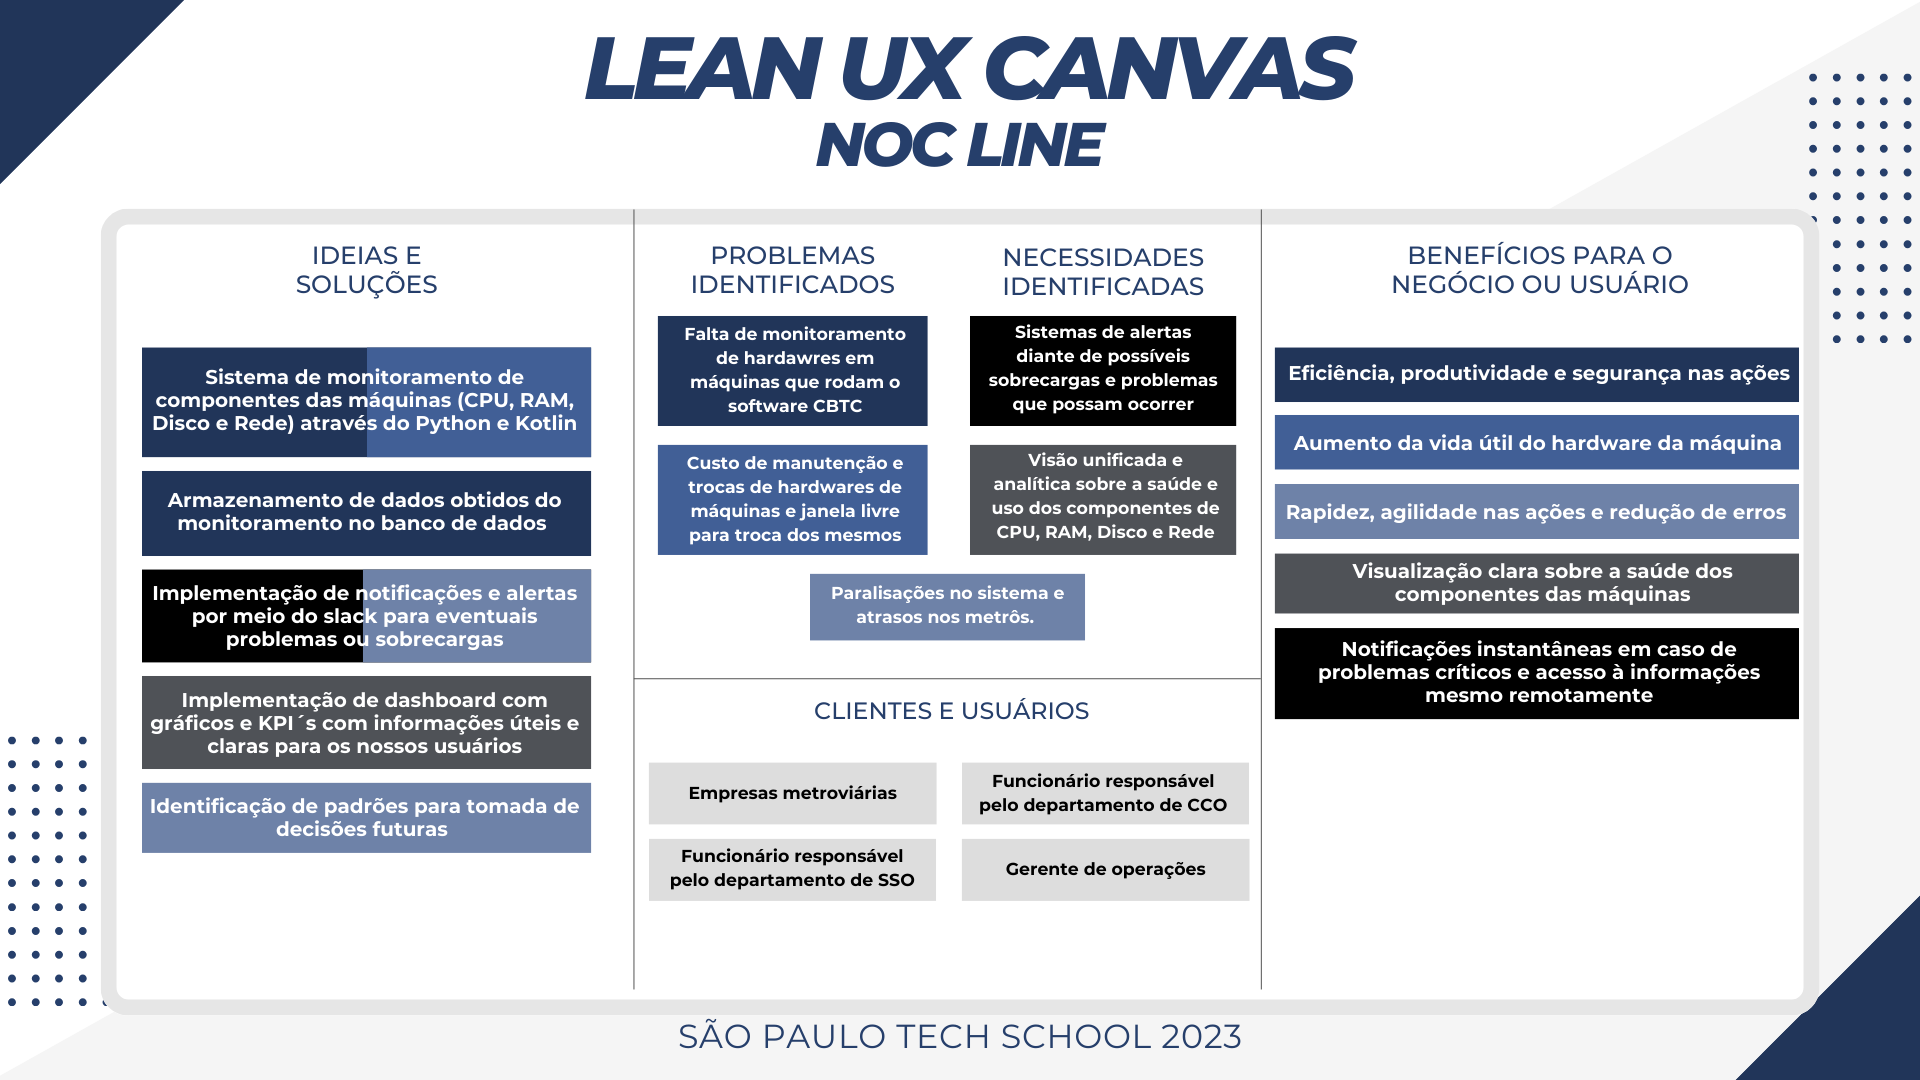 LEAN UX CANVAS
NOC LINE
IDEIAS E
SOLUÇÕES
Sistema de monitoramento de
componentes das máquinas (CPU, RAM,
Disco e Rede) através do Python e Kotlin
Armazenamento de dados obtidos do
monitoramento no banco de dados
Implementação de notificações e alertas
por meio do slack para eventuais
problemas ou sobrecargas
Implementação de dashboard com
gráficos e KPI´s com informações úteis e
claras para os nossos usuários
Identificação de padrões para tomada de
decisões futuras
PROBLEMAS
IDENTIFICADOS
Falta de monitoramento
de hardawres em
máquinas que rodam o
software CBTC
Custo de manutenção e
trocas de hardwares de
máquinas e janela livre
para troca dos mesmos
NECESSIDADES
IDENTIFICADAS
Sistemas de alertas
diante de possíveis
sobrecargas e problemas
que possam ocorrer
Visão unificada e
analítica sobre a saúde e
uso dos componentes de
CPU, RAM, Disco e Rede
Paralisações no sistema e
atrasos nos metrôs.
CLIENTES E USUÁRIOS
Empresas metroviárias
Funcionário responsável
pelo departamento de CCO
Funcionário responsável
pelo departamento de SSO
Gerente de operações
BENEFÍCIOS PARA O
NEGÓCIO OU USUÁRIO
Eficiência, produtividade e segurança nas ações
Aumento da vida útil do hardware da máquina
Rapidez, agilidade nas ações e redução de erros
Visualização clara sobre a saúde dos
componentes das máquinas
Notificações instantâneas em caso de
problemas críticos e acesso à informações
mesmo remotamente
SÃO PAULO TECH SCHOOL 2023